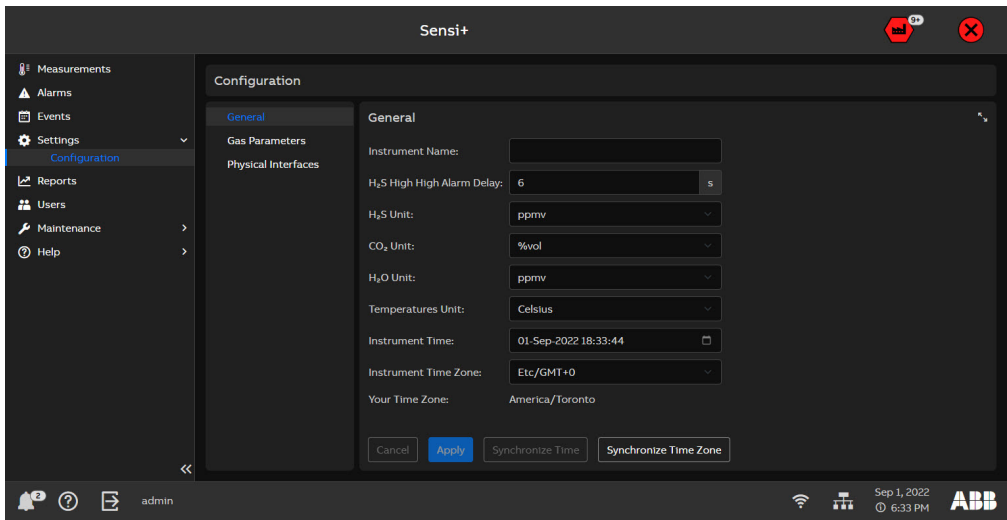 Sensi+
9+
Measurements
Alarms
Events
Settings
Configuration
Reports
Users
Maintenance
Help
Configuration
General
Gas Parameters
Physical Interfaces
General
Instrument Name:
H₂S High High Alarm Delay: 6 s
H₂S Unit: ppmv
CO₂ Unit: %vol
H₂O Unit: ppmv
Temperatures Unit: Celsius
Instrument Time: 01-Sep-2022 18:33:44
Instrument Time Zone: Etc/GMT+0
Your Time Zone: America/Toronto
Cancel Apply Synchronize Time Synchronize Time Zone
2
admin
Sep 1, 2022
6:33 PM
ABB